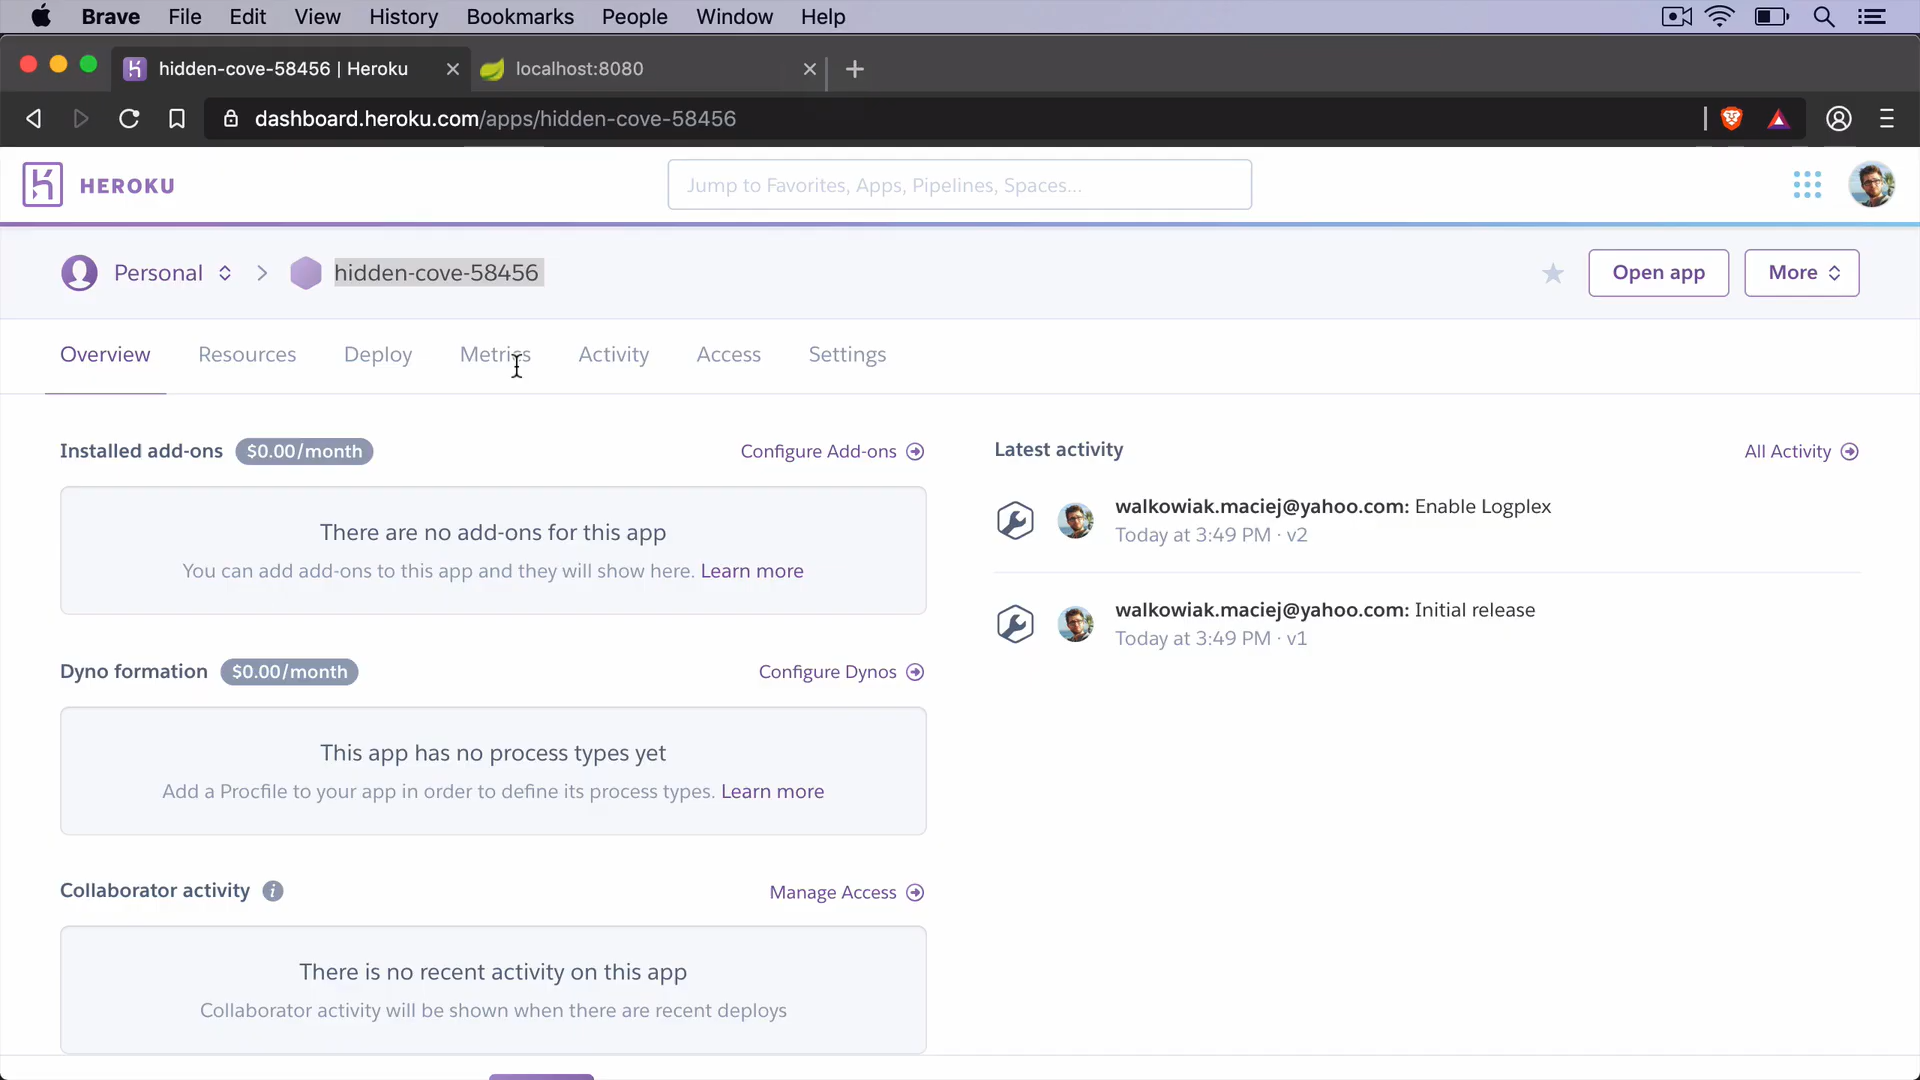 Brave File Edit View History Bookmarks People Window Help
hidden-cove-58456 | Heroku
localhost:8080
dashboard.heroku.com/apps/hidden-cove-58456
HEROKU
Jump to Favorites, Apps, Pipelines, Spaces...
Personal
hidden-cove-58456
Open app
More
Overview Resources Deploy Metrics Activity Access Settings
Installed add-ons $0.00/month
Configure Add-ons
There are no add-ons for this app
You can add add-ons to this app and they will show here. Learn more
Dyno formation $0.00/month
Configure Dynos
This app has no process types yet
Add a Procfile to your app in order to define its process types. Learn more
Collaborator activity
Manage Access
There is no recent activity on this app
Collaborator activity will be shown when there are recent deploys
Latest activity
All Activity
walkowiak.maciej@yahoo.com: Enable Logplex
Today at 3:49 PM · v2
walkowiak.maciej@yahoo.com: Initial release
Today at 3:49 PM · v1